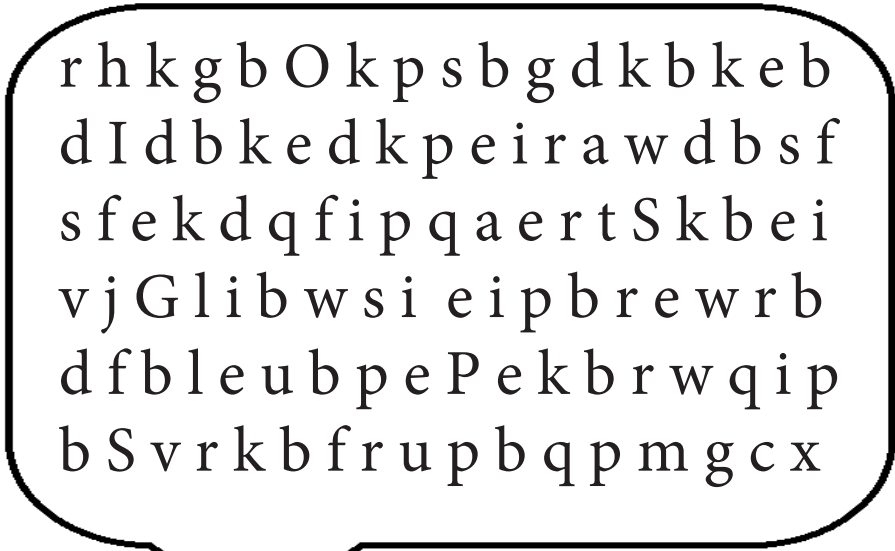 r h k g b O k p s b g d k b k e b
d I d b k e d k p e i r a w d b s f
s f e k d q f i p q a e r t S k b e i
v j G l i b w s i e i p b r e w r b
d f b l e u b p e P e k b r w q i p
b S v r k b f r u p b q p m g c x